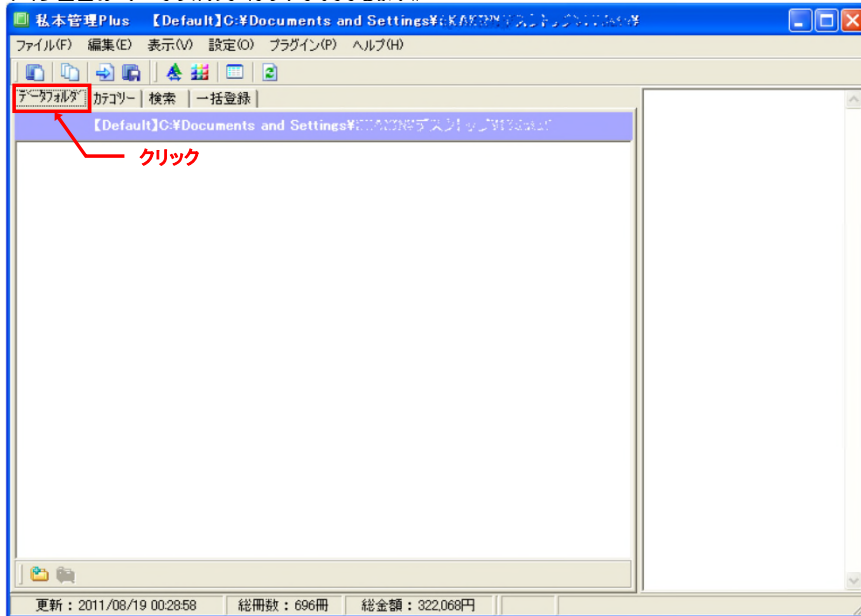 私本管理Plus 【Default】C:¥Documents and Settings¥
ファイル(F) 編集(E) 表示(V) 設定(O) プラグイン(P) ヘルプ(H)
データフォルダ カテゴリー 検索 一括登録
【Default】C:¥Documents and Settings¥
クリック
更新：2011/08/19 00:28:58 総冊数：696冊 総金額：322,068円